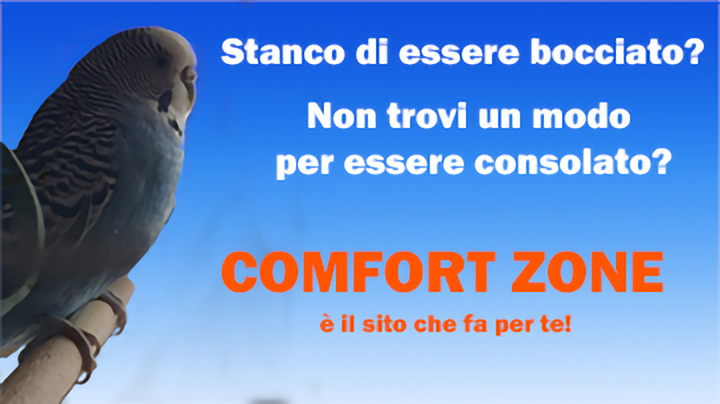 Stanco di essere bocciato?
Non trovi un modo
per essere consolato?
COMFORT ZONE
è il sito che fa per te!